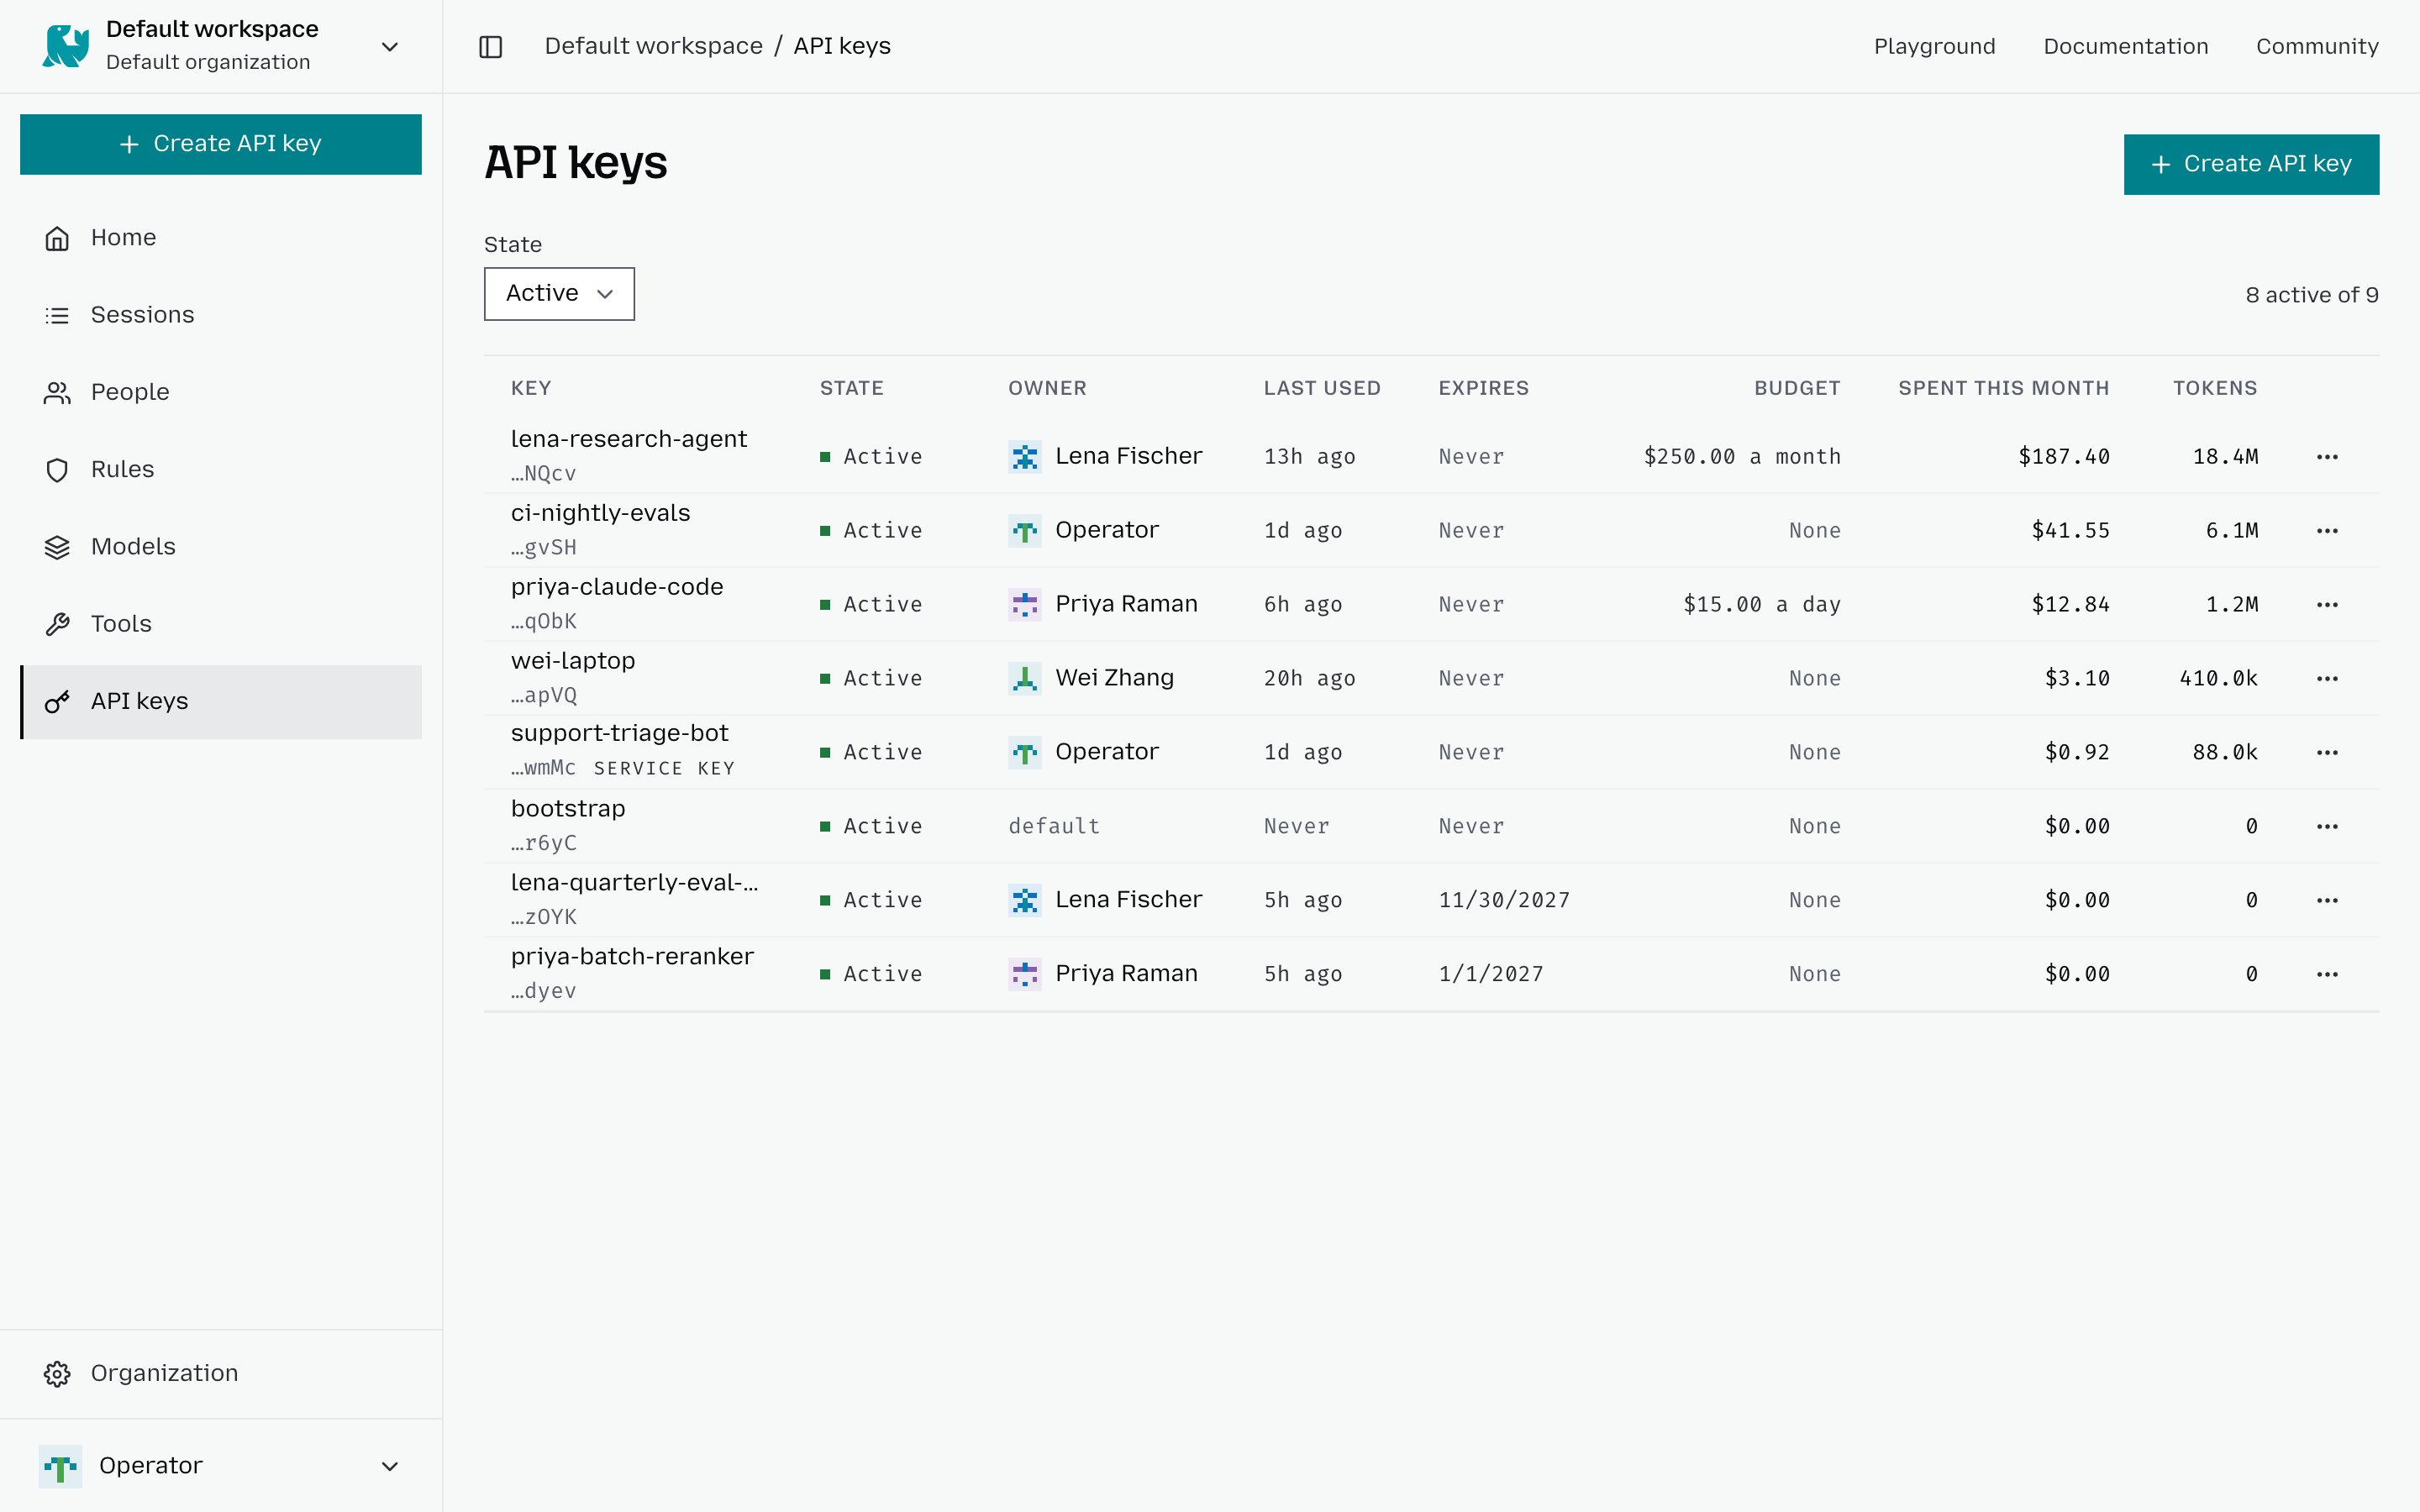 Default workspace
Default organization
Default workspace / API keys
Playground
Documentation
Community
Create API key
Home
Sessions
People
Rules
Models
Tools
API keys
Organization
Operator
API keys
Create API key
State
Active
8 active of 9
KEY STATE OWNER LAST USED EXPIRES BUDGET SPENT THIS MONTH TOKENS
lena-research-agent
…NQcv
Active Lena Fischer 13h ago Never $250.00 a month $187.40 18.4M
ci-nightly-evals
…gvSH
Active Operator 1d ago Never None $41.55 6.1M
priya-claude-code
…qObK
Active Priya Raman 6h ago Never $15.00 a day $12.84 1.2M
wei-laptop
…apVQ
Active Wei Zhang 20h ago Never None $3.10 410.0k
support-triage-bot
…wmMc SERVICE KEY
Active Operator 1d ago Never None $0.92 88.0k
bootstrap
…r6yC
Active default Never Never None $0.00 0
lena-quarterly-eval-…
…zOYK
Active Lena Fischer 5h ago 11/30/2027 None $0.00 0
priya-batch-reranker
…dyev
Active Priya Raman 5h ago 1/1/2027 None $0.00 0